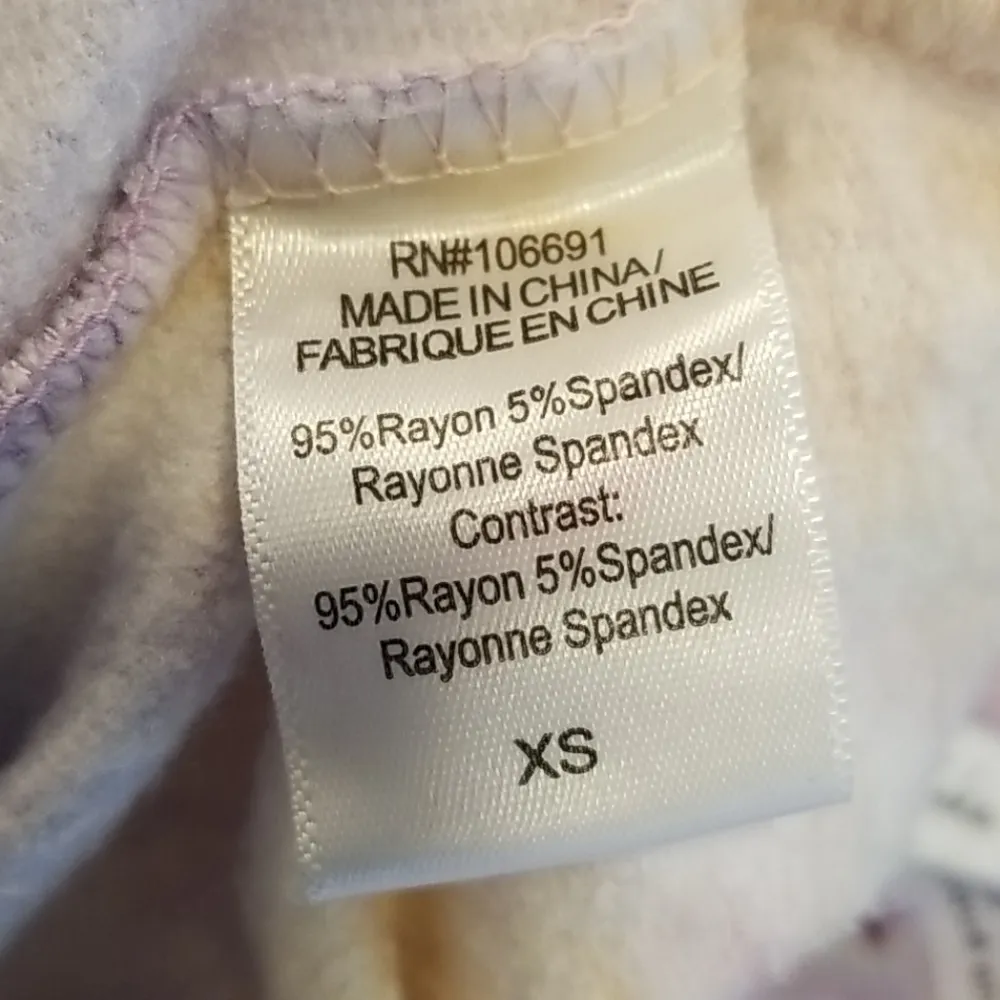 RN#106691
MADE IN CHINA/
FABRIQUE EN CHINE
95%Rayon 5%Spandex/
Rayonne Spandex
Contrast:
95%Rayon 5%Spandex/
Rayonne Spandex
XS